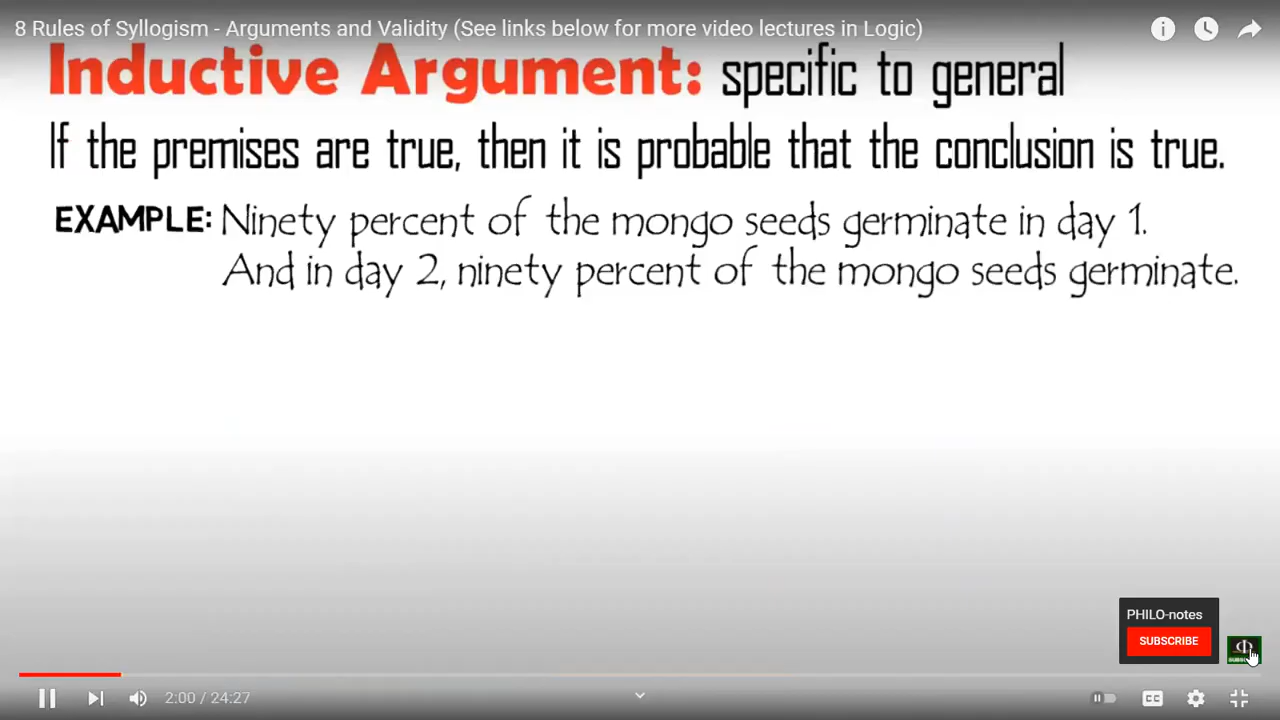 8 Rules of Syllogism - Arguments and Validity (See links below for more video lectures in Logic)
Inductive Argument: specific to general
If the premises are true, then it is probable that the conclusion is true.
EXAMPLE: Ninety percent of the mongo seeds germinate in day 1.
And in day 2, ninety percent of the mongo seeds germinate.
PHILO-notes
SUBSCRIBE
2:00 / 24:27
CC